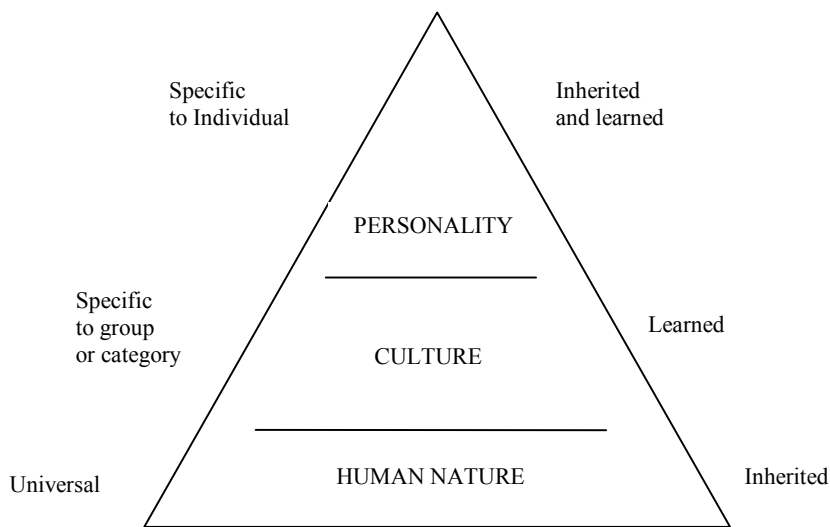 Specific
to Individual
Inherited
and learned
PERSONALITY
Specific
to group
or category
Learned
CULTURE
Universal
HUMAN NATURE
Inherited